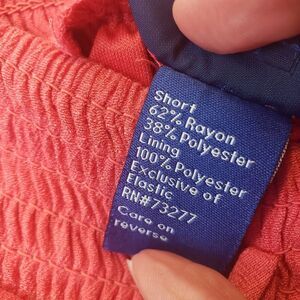 Short
62% Rayon
38% Polyester
Lining
100% Polyester
Exclusive of
Elastic
RN#73277
Care on
reverse